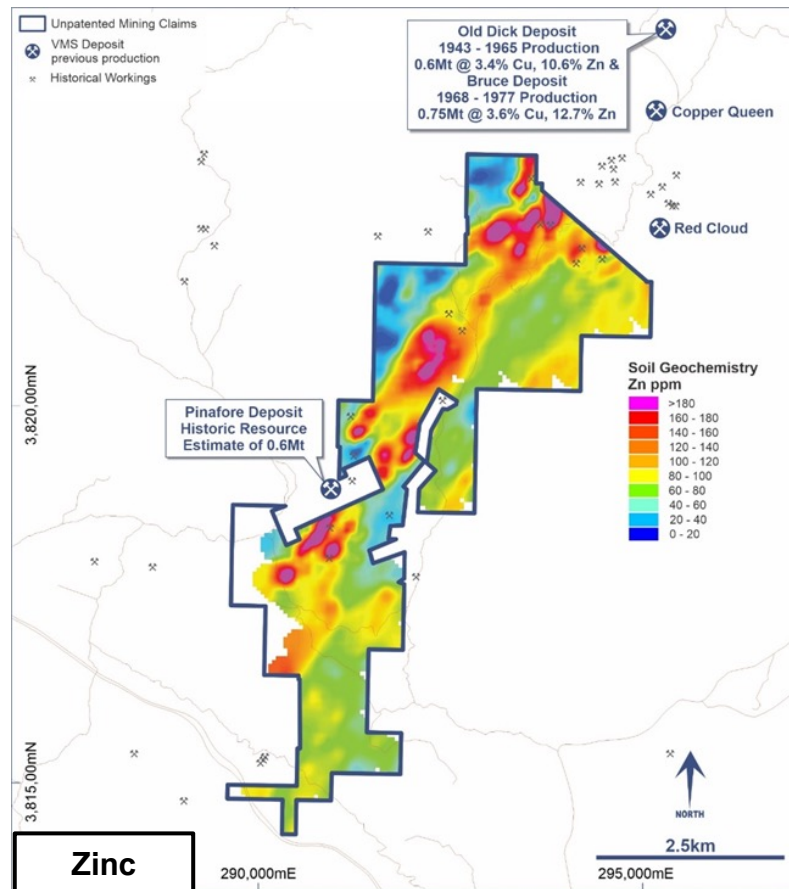 Unpatented Mining Claims
VMS Deposit
previous production
Historical Workings
Old Dick Deposit
1943 - 1965 Production
0.6Mt @ 3.4% Cu, 10.6% Zn &
Bruce Deposit
1968 - 1977 Production
0.75Mt @ 3.6% Cu, 12.7% Zn
Copper Queen
Red Cloud
3,820,00mN
Pinafore Deposit
Historic Resource
Estimate of 0.6Mt
Soil Geochemistry
Zn ppm
>180
160 - 180
140 - 160
120 - 140
100 - 120
80 - 100
60 - 80
40 - 60
20 - 40
0 - 20
3,815,00mN
NORTH
2.5km
Zinc
290,000mE
295,000mE